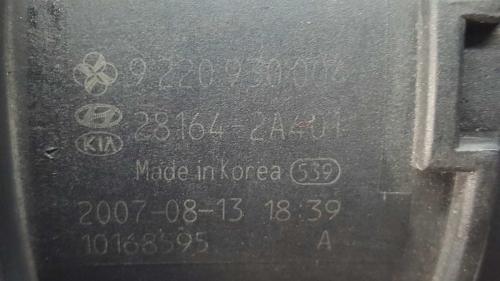 9 220 930 006
28164-2A401
KIA
Made in Korea 539
2007-08-13 18:39
10168595 A